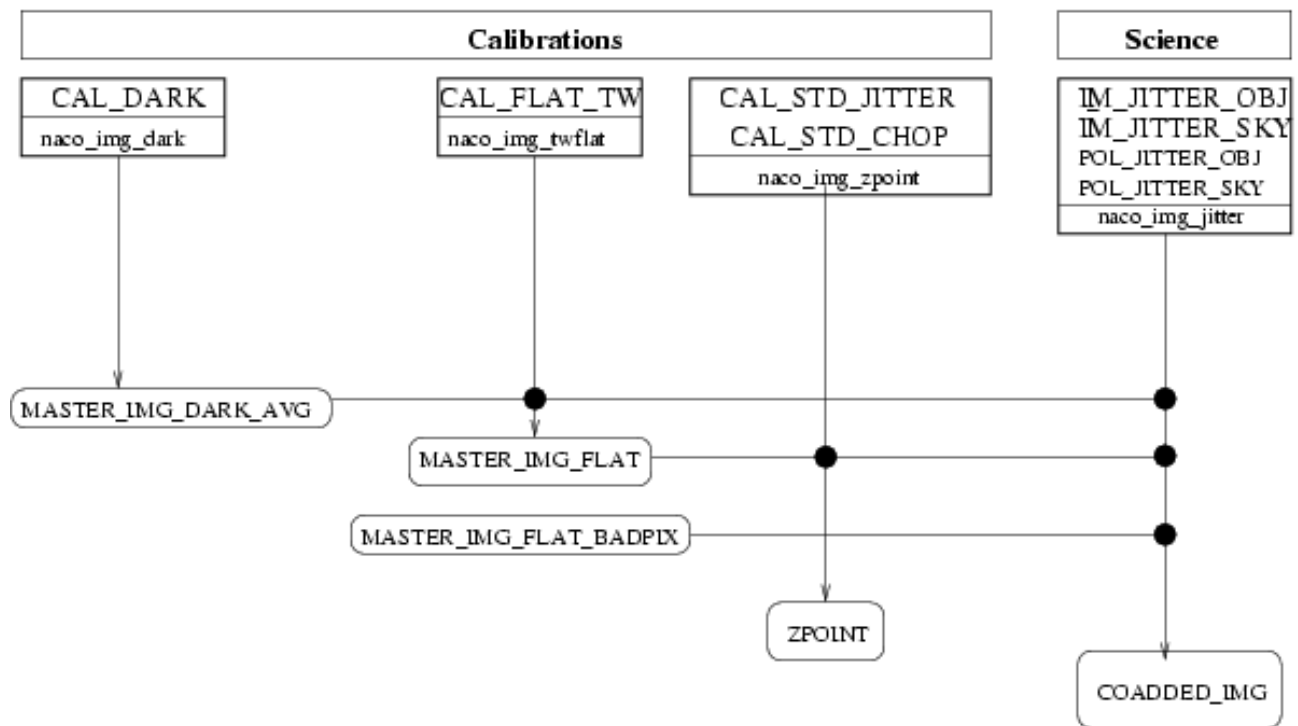 Calibrations
Science
CAL_DARK
naco_img_dark
CAL_FLAT_TW
naco_img_twflat
CAL_STD_JITTER
CAL_STD_CHOP
naco_img_zpoint
IM_JITTER_OBJ
IM_JITTER_SKY
POL_JITTER_OBJ
POL_JITTER_SKY
naco_img_jitter
MASTER_IMG_DARK_AVG
MASTER_IMG_FLAT
MASTER_IMG_FLAT_BADPIX
ZPOINT
COADDED_IMG